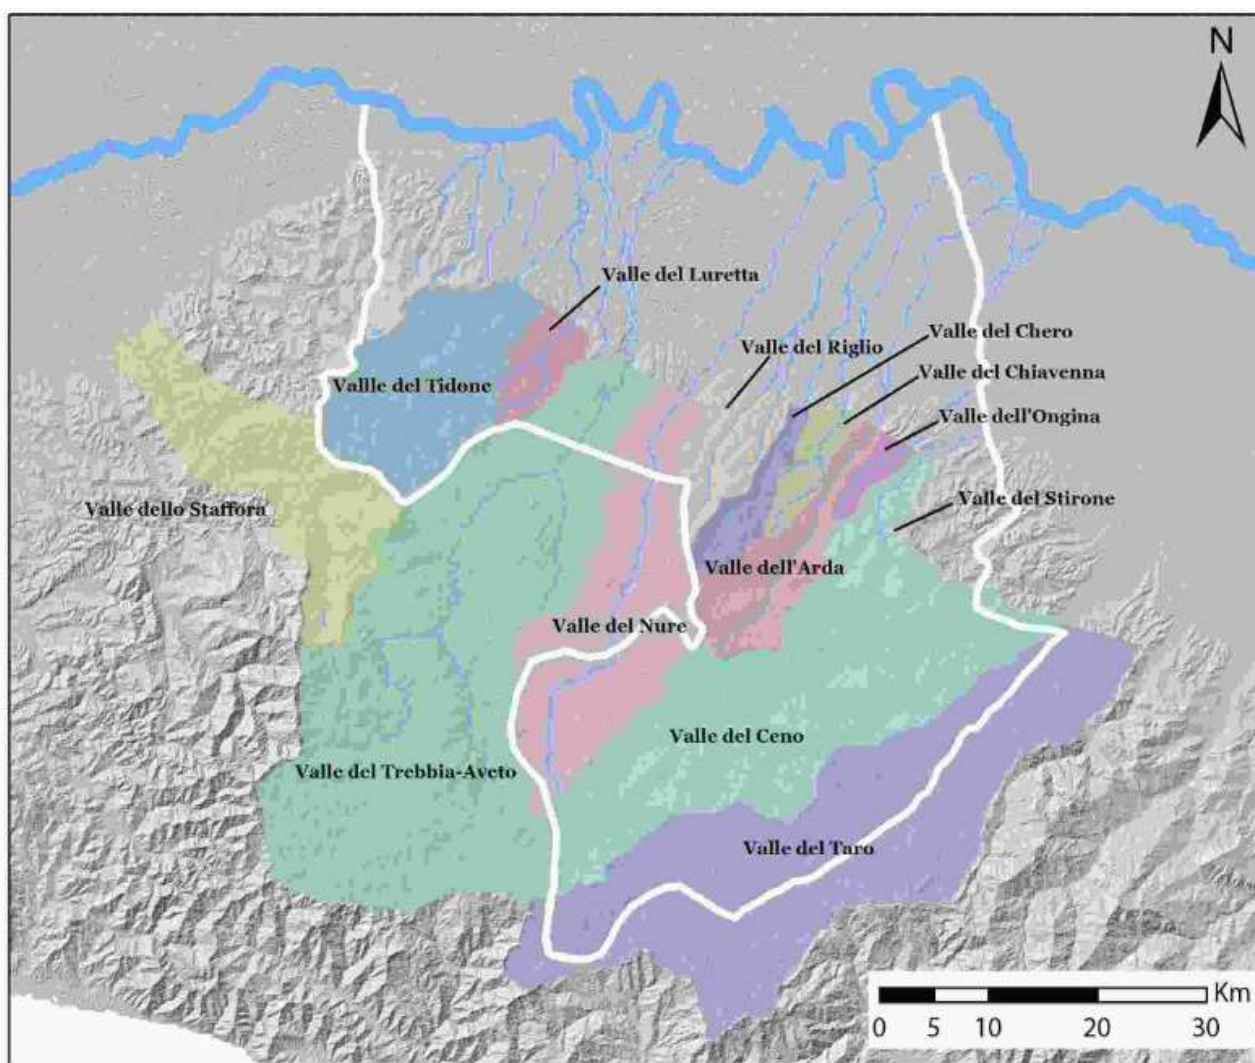 N
Valle del Luretta
Valle del Chero
Valle del Riglio
Valle del Chiavenna
Vallle del Tidone
Valle dell'Ongina
Valle del Stirone
Valle dello Staffora
Valle dell'Arda
Valle del Nure
Valle del Ceno
Valle del Trebbia-Aveto
Valle del Taro
Km
0 5 10 20 30